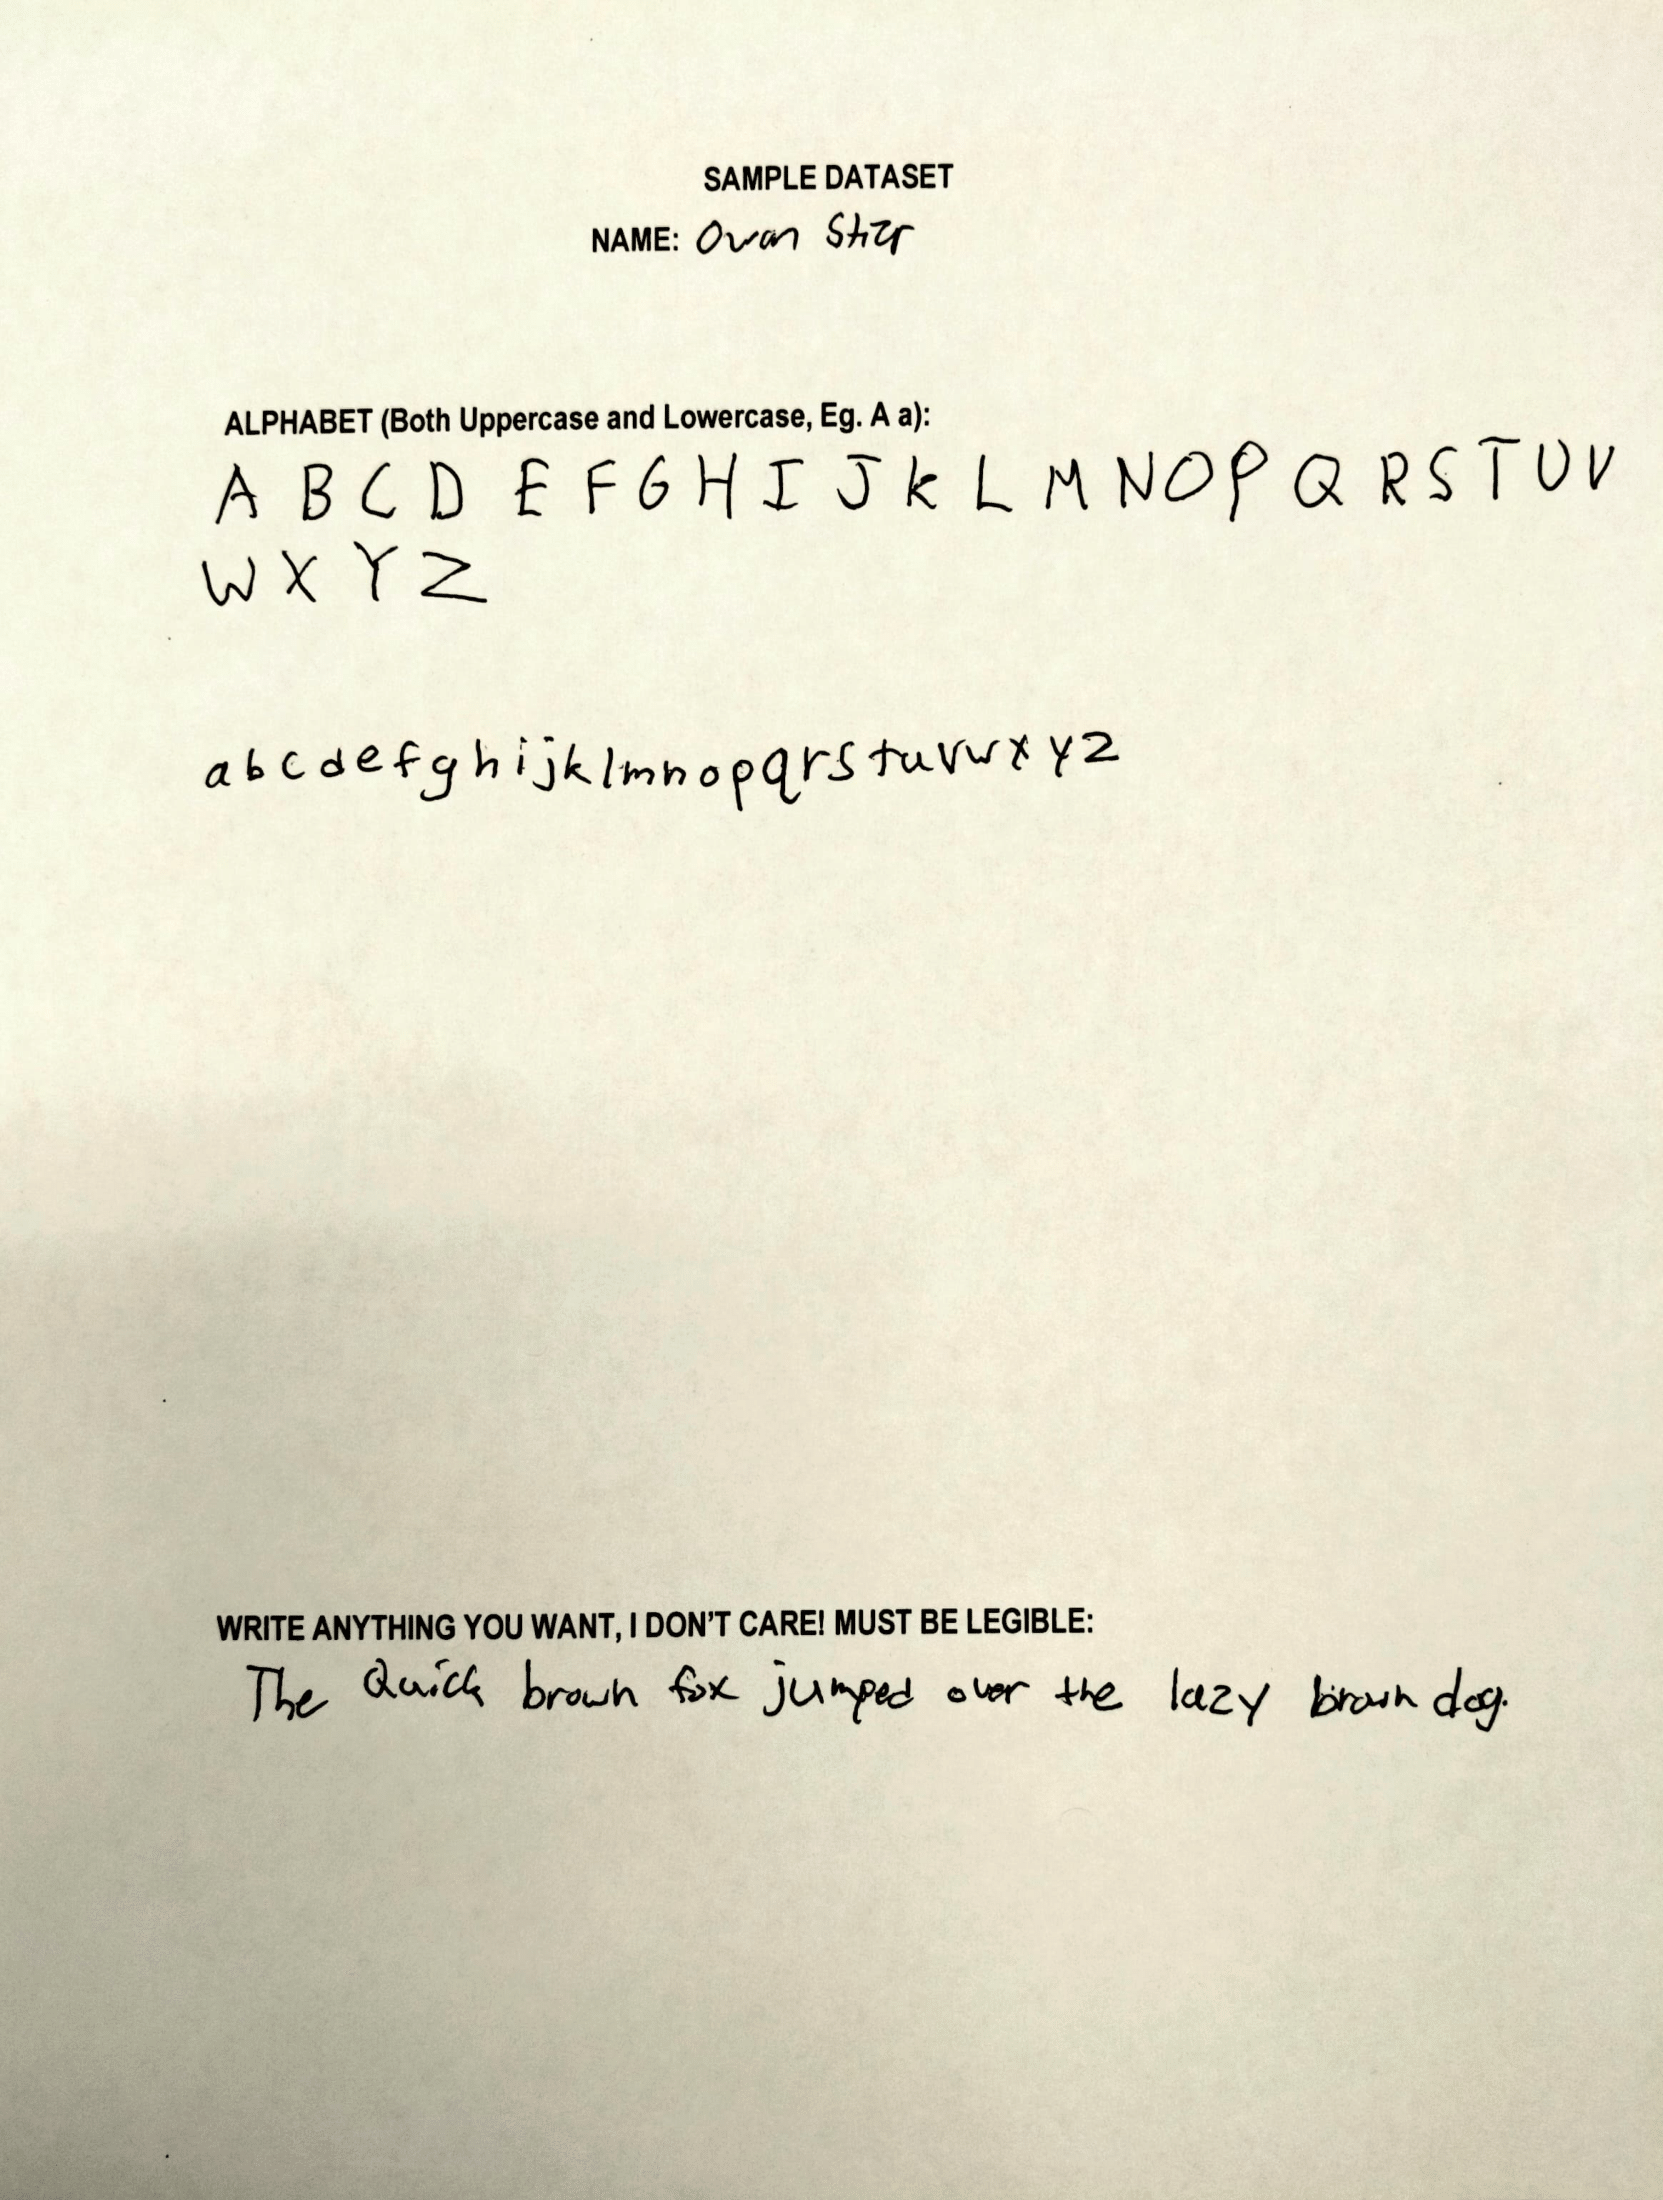 SAMPLE DATASET
NAME: Owen Stier
ALPHABET (Both Uppercase and Lowercase, Eg. A a):
A B C D E F G H I J K L M N O P Q R S T U V
W X Y Z
a b c d e f g h i j k l m n o p q r s t u v w x y z
WRITE ANYTHING YOU WANT, I DON'T CARE! MUST BE LEGIBLE:
The Quick brown fox jumped over the lazy brown dog.